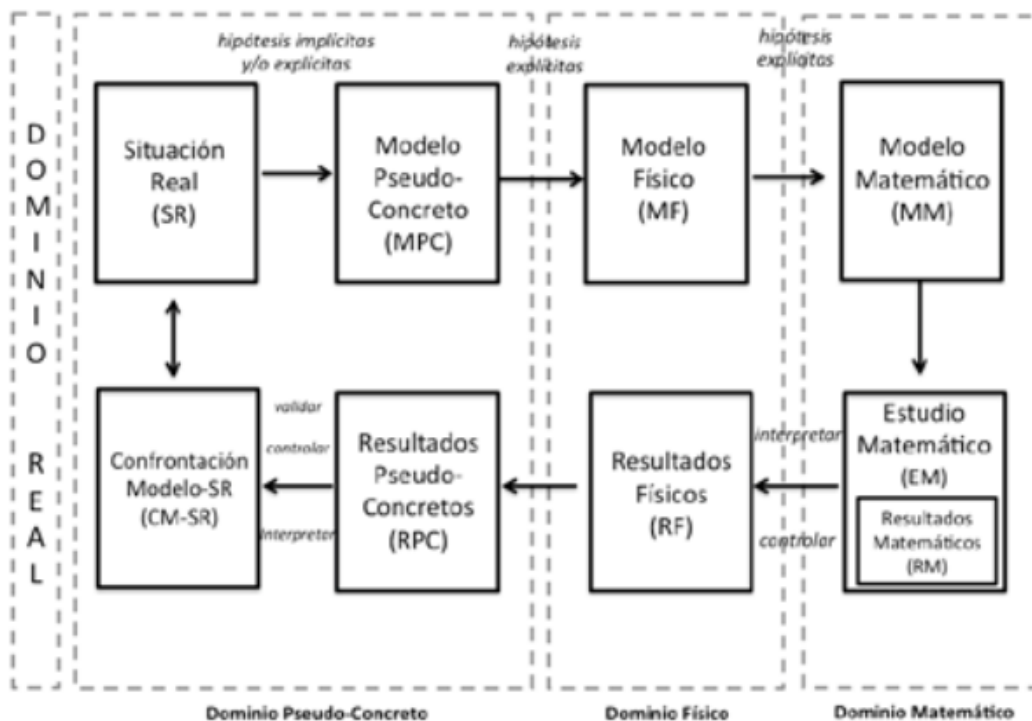 DOMINIO REAL
hipótesis implícitas
y/o explícitas
hipótesis
explícitas
hipótesis
explícitas
Situación
Real
(SR)
Modelo
Pseudo-
Concreto
(MPC)
Modelo
Físico
(MF)
Modelo
Matemático
(MM)
Confrontación
Modelo-SR
(CM-SR)
validar
controlar
Interpretar
Resultados
Pseudo-
Concretos
(RPC)
Resultados
Físicos
(RF)
interpretar
controlar
Estudio
Matemático
(EM)
Resultados
Matemáticos
(RM)
Dominio Pseudo-Concreto
Dominio Físico
Dominio Matemático